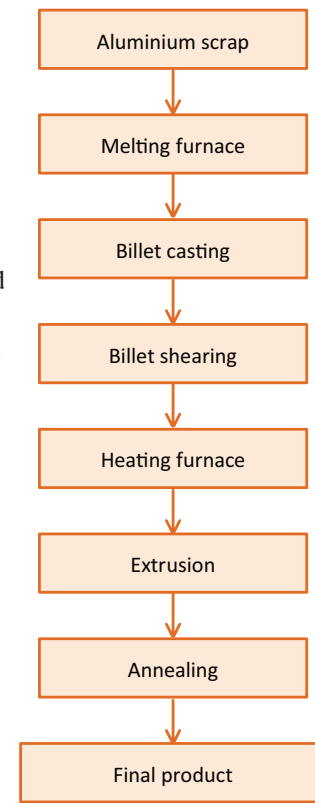 Aluminium scrap
Melting furnace
Billet casting
Billet shearing
Heating furnace
Extrusion
Annealing
Final product